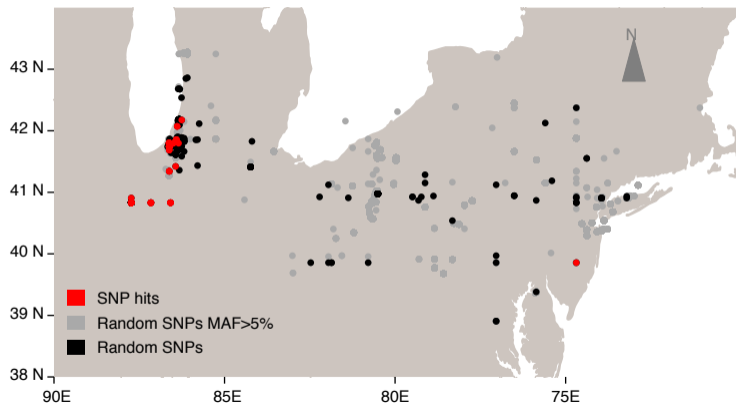 N
43 N
42 N
41 N
40 N
39 N
38 N
SNP hits
Random SNPs MAF>5%
Random SNPs
90E
85E
80E
75E